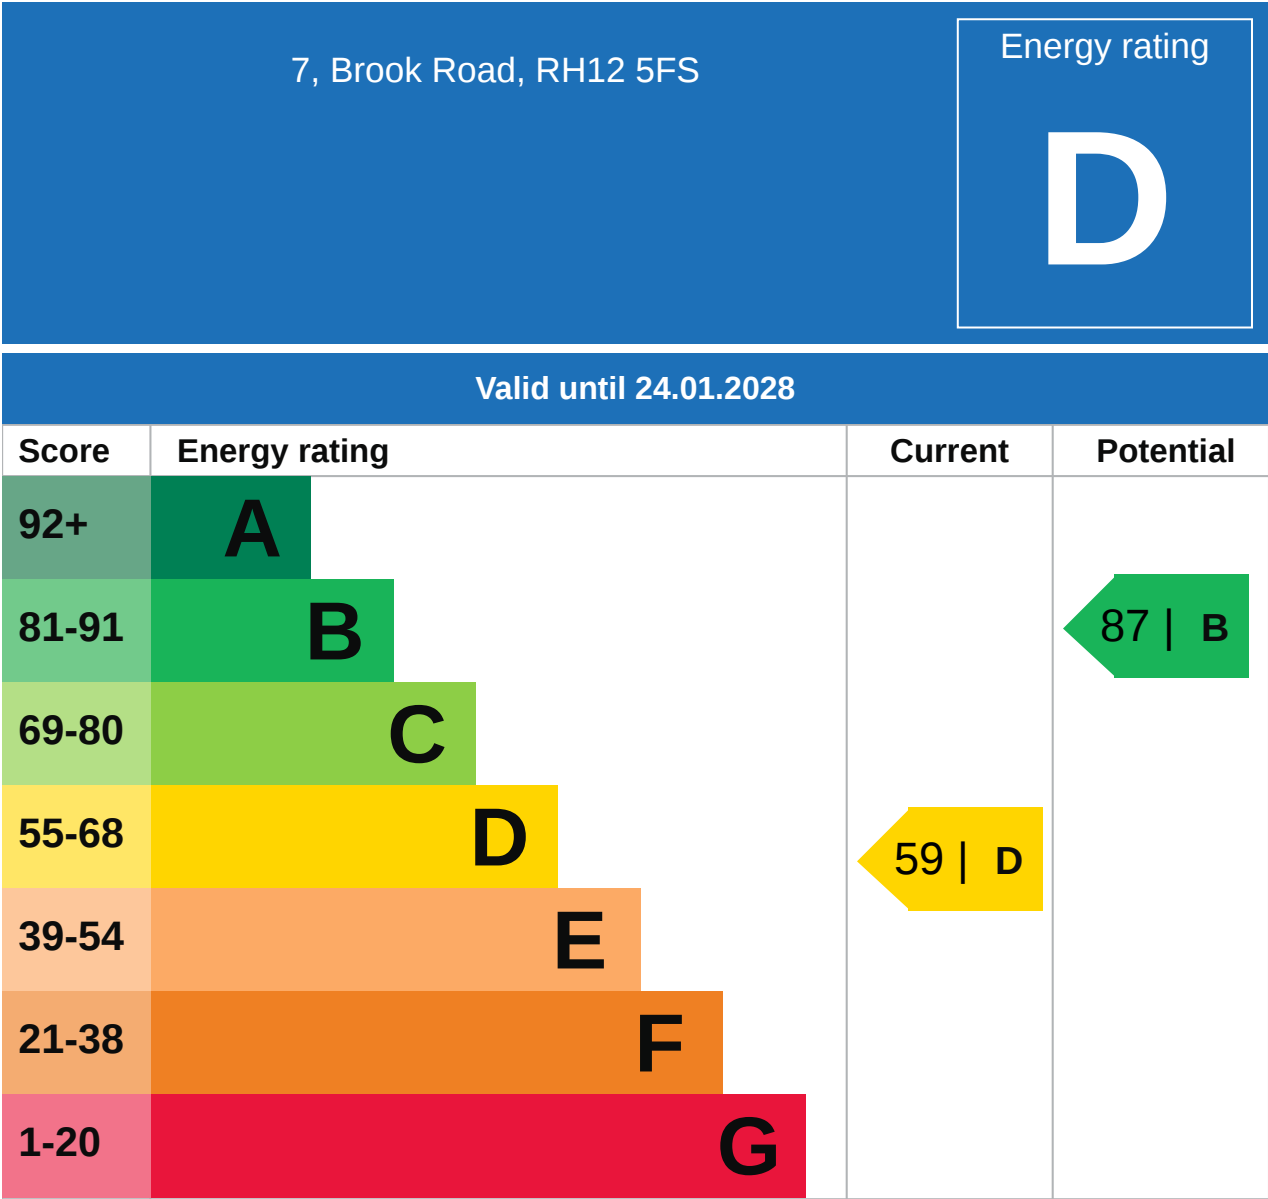 7, Brook Road, RH12 5FS
Energy rating
D
Valid until 24.01.2028
Score Energy rating Current Potential
92+ A
81-91 B 87 | B
69-80 C
55-68 D 59 | D
39-54 E
21-38 F
1-20 G